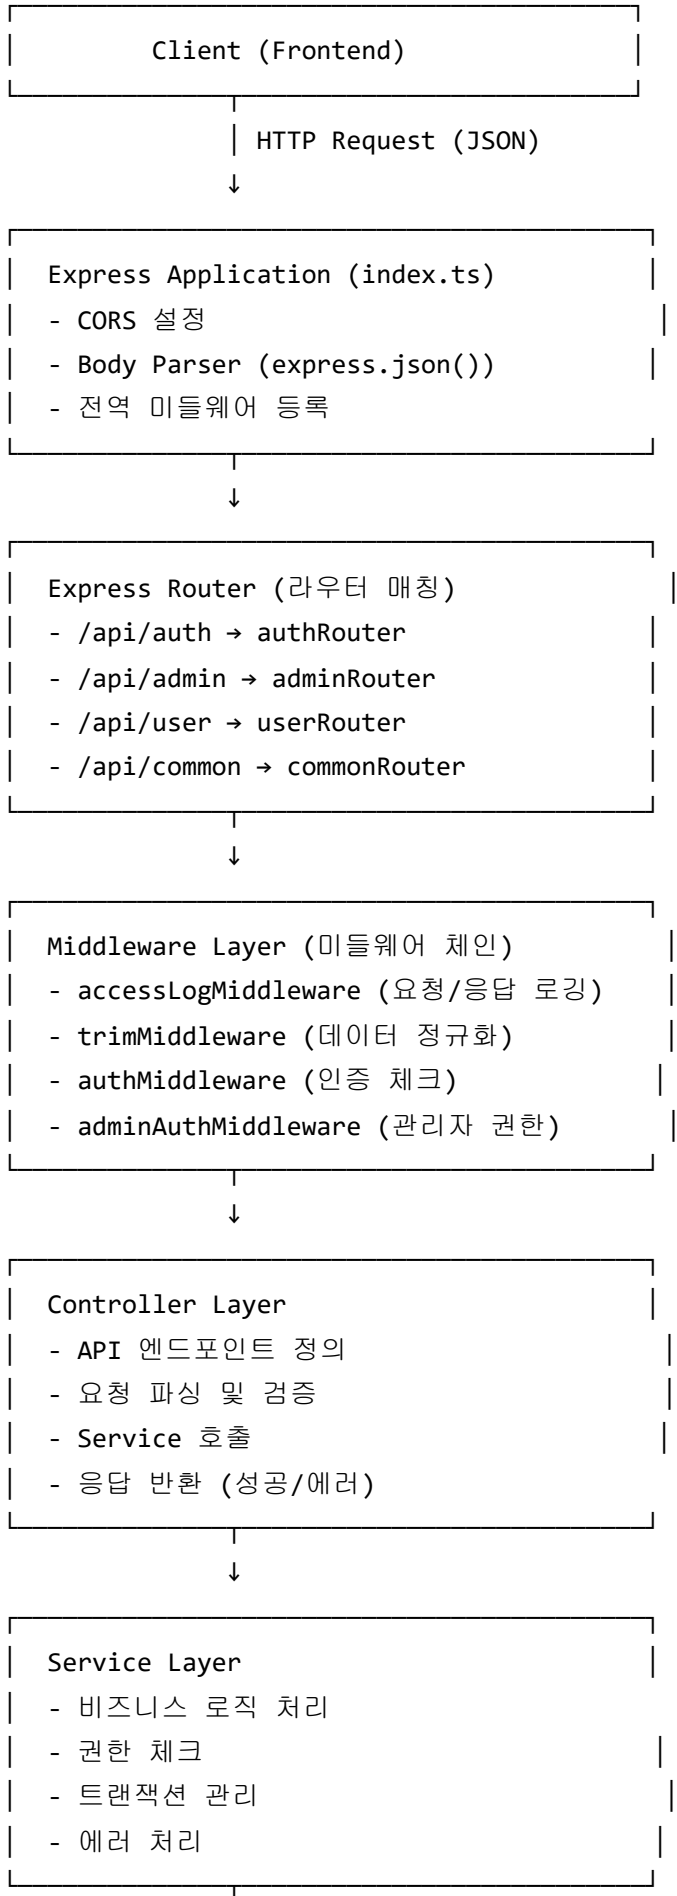 Client (Frontend)
HTTP Request (JSON)
↓
Express Application (index.ts)
- CORS 설정
- Body Parser (express.json())
- 전역 미들웨어 등록
↓
Express Router (라우터 매칭)
- /api/auth → authRouter
- /api/admin → adminRouter
- /api/user → userRouter
- /api/common → commonRouter
↓
Middleware Layer (미들웨어 체인)
- accessLogMiddleware (요청/응답 로깅)
- trimMiddleware (데이터 정규화)
- authMiddleware (인증 체크)
- adminAuthMiddleware (관리자 권한)
↓
Controller Layer
- API 엔드포인트 정의
- 요청 파싱 및 검증
- Service 호출
- 응답 반환 (성공/에러)
↓
Service Layer
- 비즈니스 로직 처리
- 권한 체크
- 트랜잭션 관리
- 에러 처리